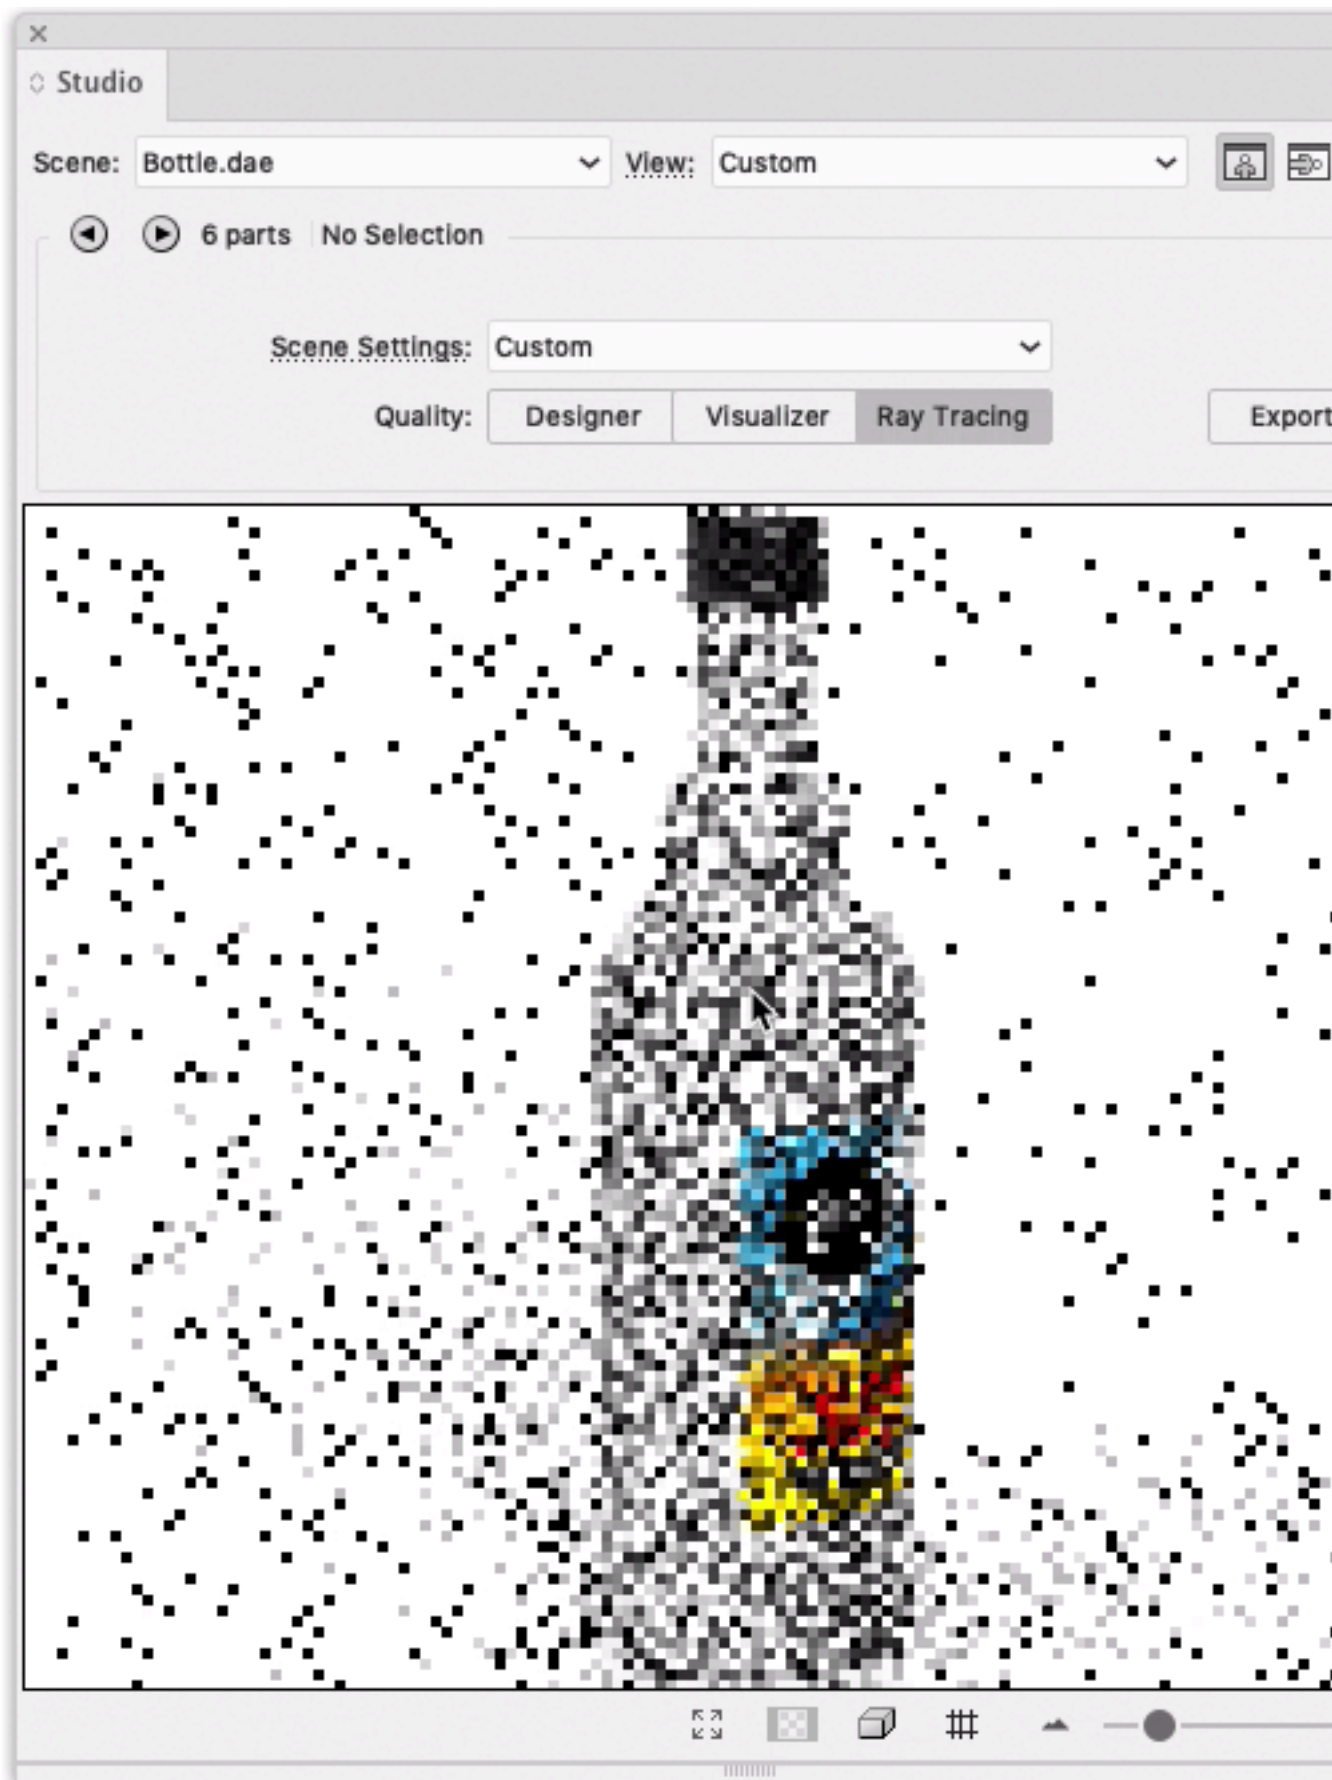 Studio
Scene: Bottle.dae View: Custom
6 parts No Selection
Scene Settings: Custom
Quality: Designer Visualizer Ray Tracing Export